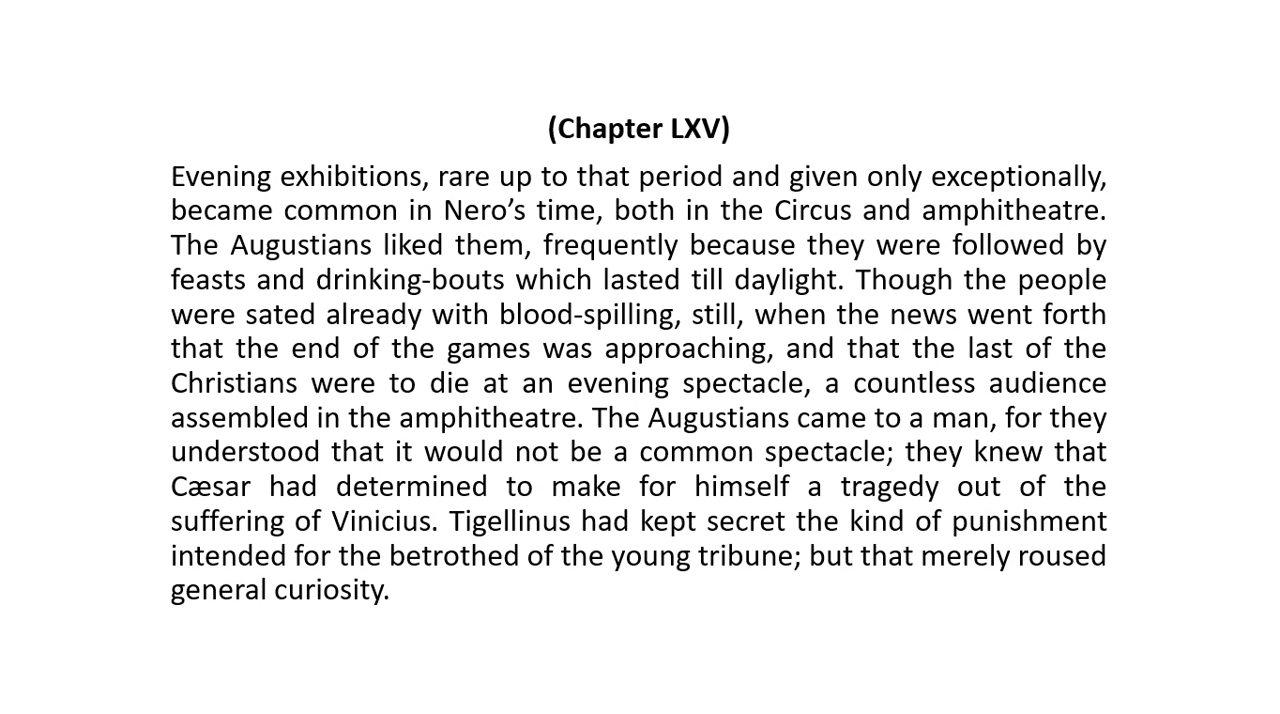 (Chapter LXV)
Evening exhibitions, rare up to that period and given only exceptionally,
became common in Nero’s time, both in the Circus and amphitheatre.
The Augustians liked them, frequently because they were followed by
feasts and drinking-bouts which lasted till daylight. Though the people
were sated already with blood-spilling, still, when the news went forth
that the end of the games was approaching, and that the last of the
Christians were to die at an evening spectacle, a countless audience
assembled in the amphitheatre. The Augustians came to a man, for they
understood that it would not be a common spectacle; they knew that
Cæsar had determined to make for himself a tragedy out of the
suffering of Vinicius. Tigellinus had kept secret the kind of punishment
intended for the betrothed of the young tribune; but that merely roused
general curiosity.